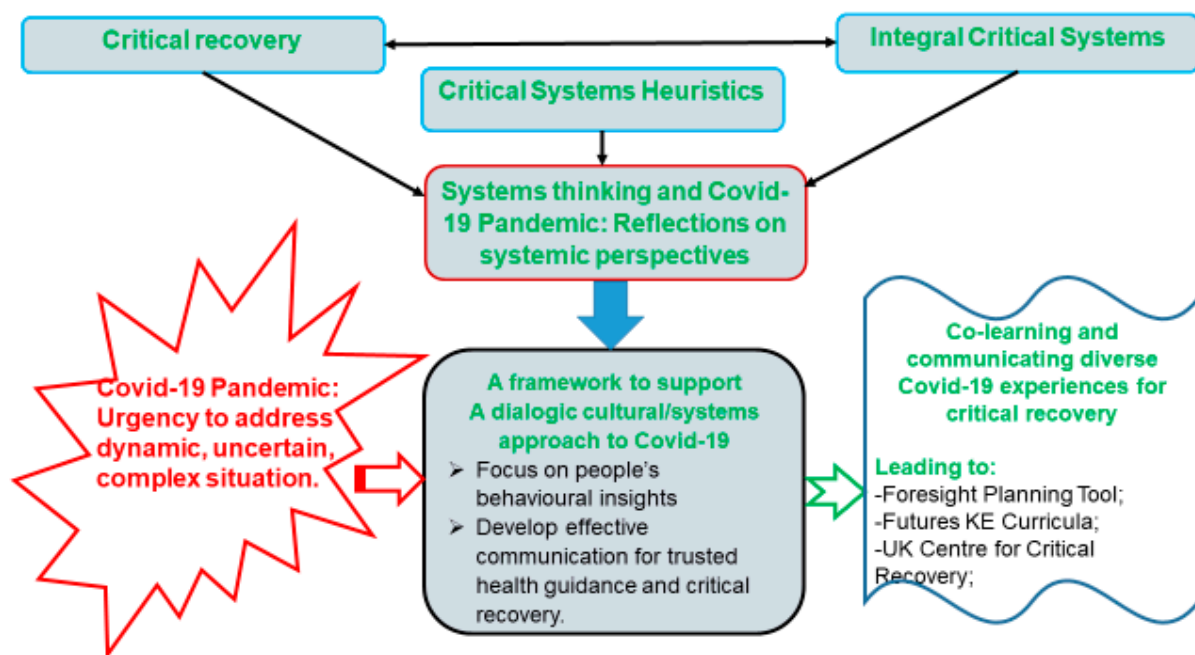 Critical recovery
Integral Critical Systems
Critical Systems Heuristics
Systems thinking and Covid-
19 Pandemic: Reflections on
systemic perspectives
Covid-19 Pandemic:
Urgency to address
dynamic, uncertain,
complex situation.
A framework to support
A dialogic cultural/systems
approach to Covid-19
➢ Focus on people’s
behavioural insights
➢ Develop effective
communication for trusted
health guidance and critical
recovery.
Co-learning and
communicating diverse
Covid-19 experiences for
critical recovery
Leading to:
-Foresight Planning Tool;
-Futures KE Curricula;
-UK Centre for Critical
Recovery;